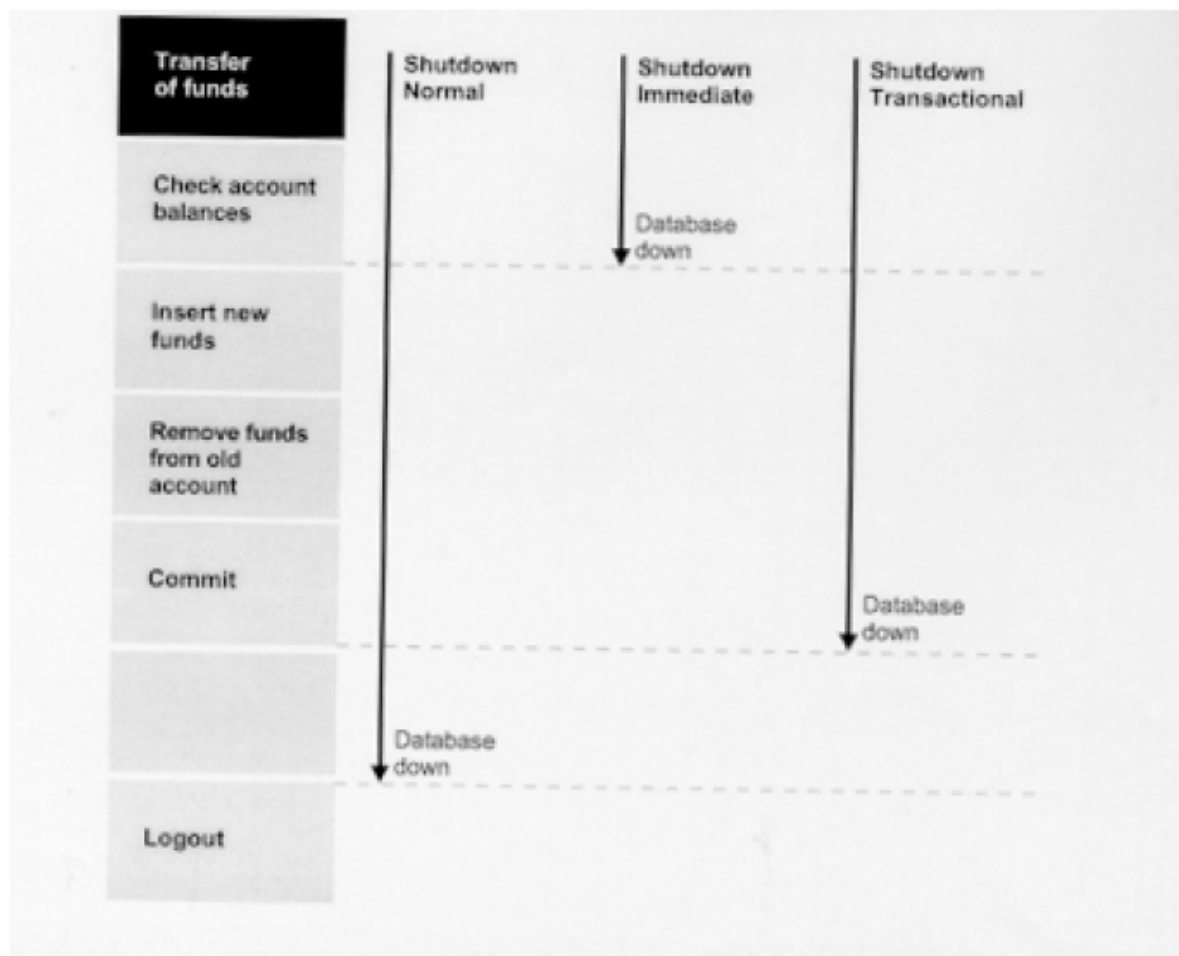 Transfer
of funds
Shutdown
Normal
Shutdown
Immediate
Shutdown
Transactional
Check account
balances
Database
down
Insert new
funds
Remove funds
from old
account
Commit
Database
down
Database
down
Logout